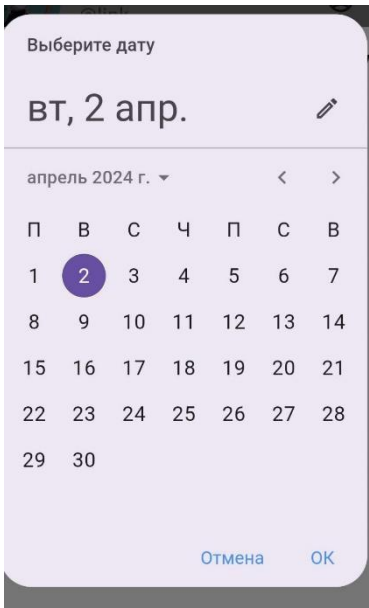 @link
Выберите дату
вт, 2 апр.
апрель 2024 г.
П В С Ч П С В
1 2 3 4 5 6 7
8 9 10 11 12 13 14
15 16 17 18 19 20 21
22 23 24 25 26 27 28
29 30
Отмена ОК